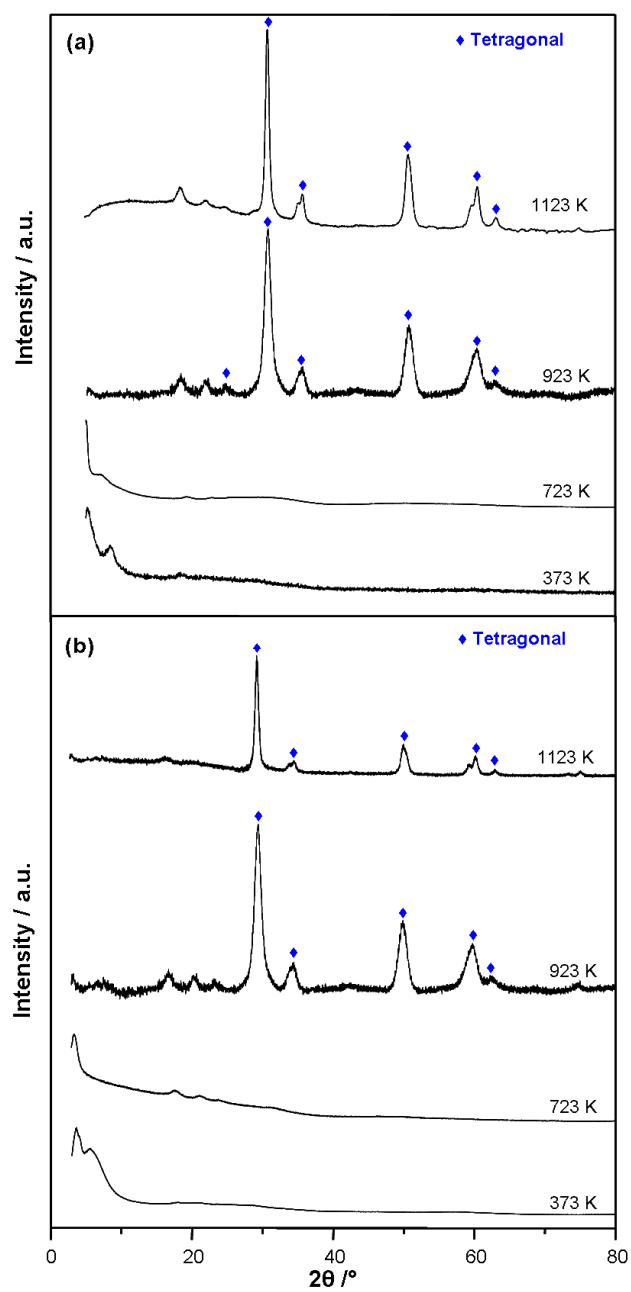 (a)
♦ Tetragonal
1123 K
923 K
723 K
373 K
Intensity / a.u.
(b)
♦ Tetragonal
1123 K
923 K
723 K
373 K
Intensity / a.u.
0 20 40 60 80
2θ /°